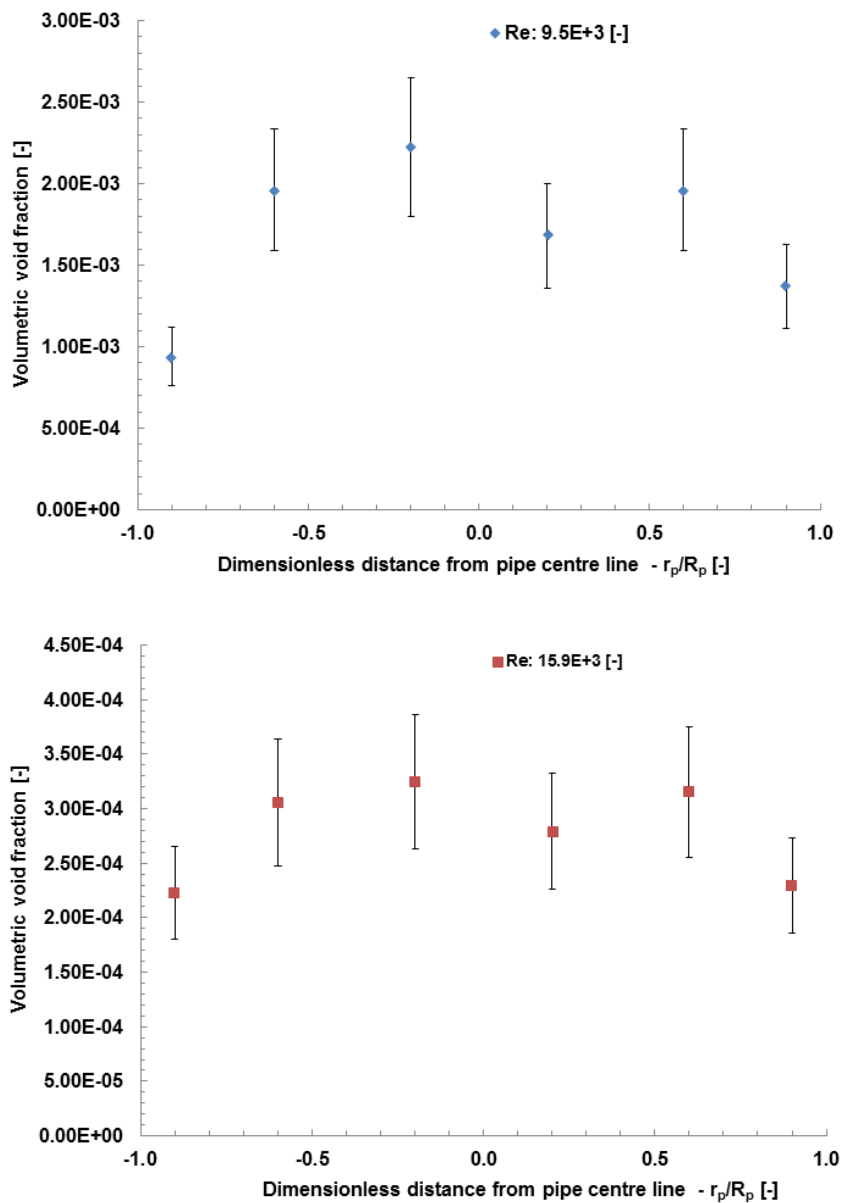 3.00E-03
Re: 9.5E+3 [-]
2.50E-03
2.00E-03
1.50E-03
1.00E-03
5.00E-04
0.00E+00
Volumetric void fraction [-]
-1.0 -0.5 0.0 0.5 1.0
Dimensionless distance from pipe centre line - rp/Rp [-]
4.50E-04
Re: 15.9E+3 [-]
4.00E-04
3.50E-04
3.00E-04
2.50E-04
2.00E-04
1.50E-04
1.00E-04
5.00E-05
0.00E+00
Volumetric void fraction [-]
-1.0 -0.5 0.0 0.5 1.0
Dimensionless distance from pipe centre line - rp/Rp [-]